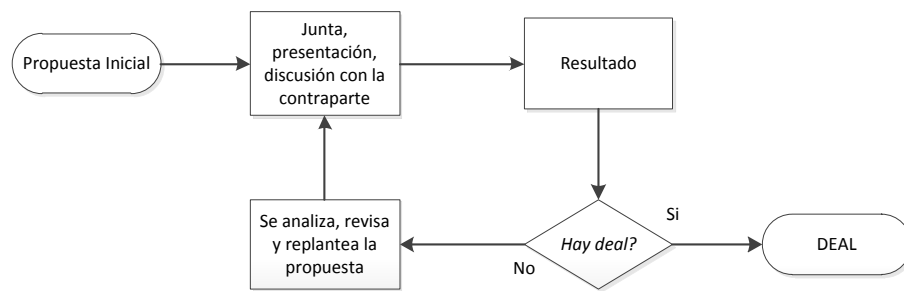 Propuesta Inicial
Junta,
presentación,
discusión con la
contraparte
Resultado
Se analiza, revisa
y replantea la
propuesta
Hay deal?
No
Si
DEAL